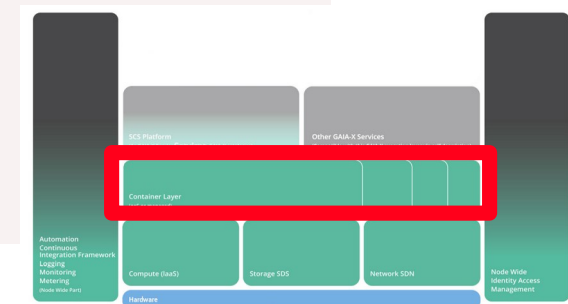 SCS Platform
Other GAIA-X Services
Container Layer
Automation
Continuous
Integration Framework
Logging
Monitoring
Metering
(Node Wide Part)
Compute (IaaS)
Storage SDS
Network SDN
Node Wide
Identity Access
Management
Hardware